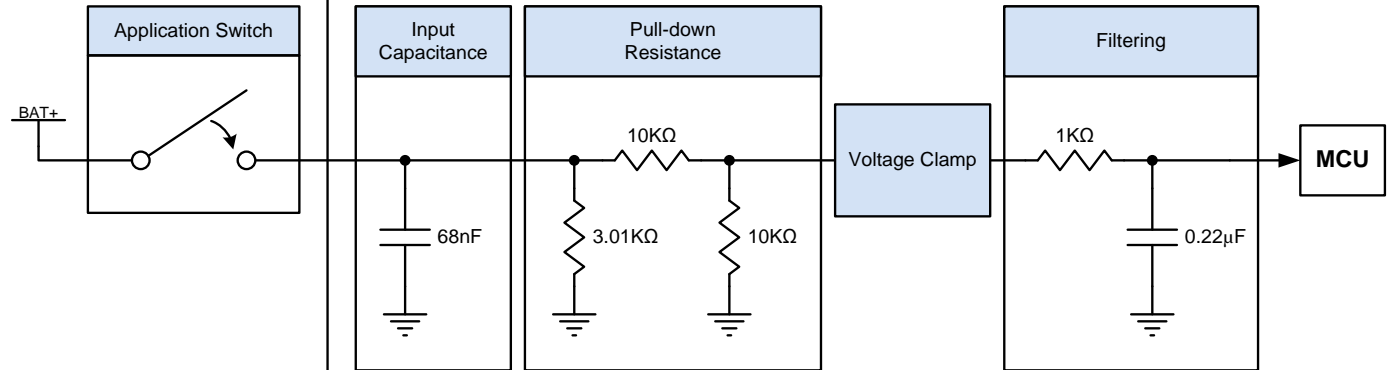 Application Switch
Input
Capacitance
Pull-down
Resistance
Filtering
BAT+
10KΩ
Voltage Clamp
1KΩ
MCU
68nF
3.01KΩ
10KΩ
0.22μF